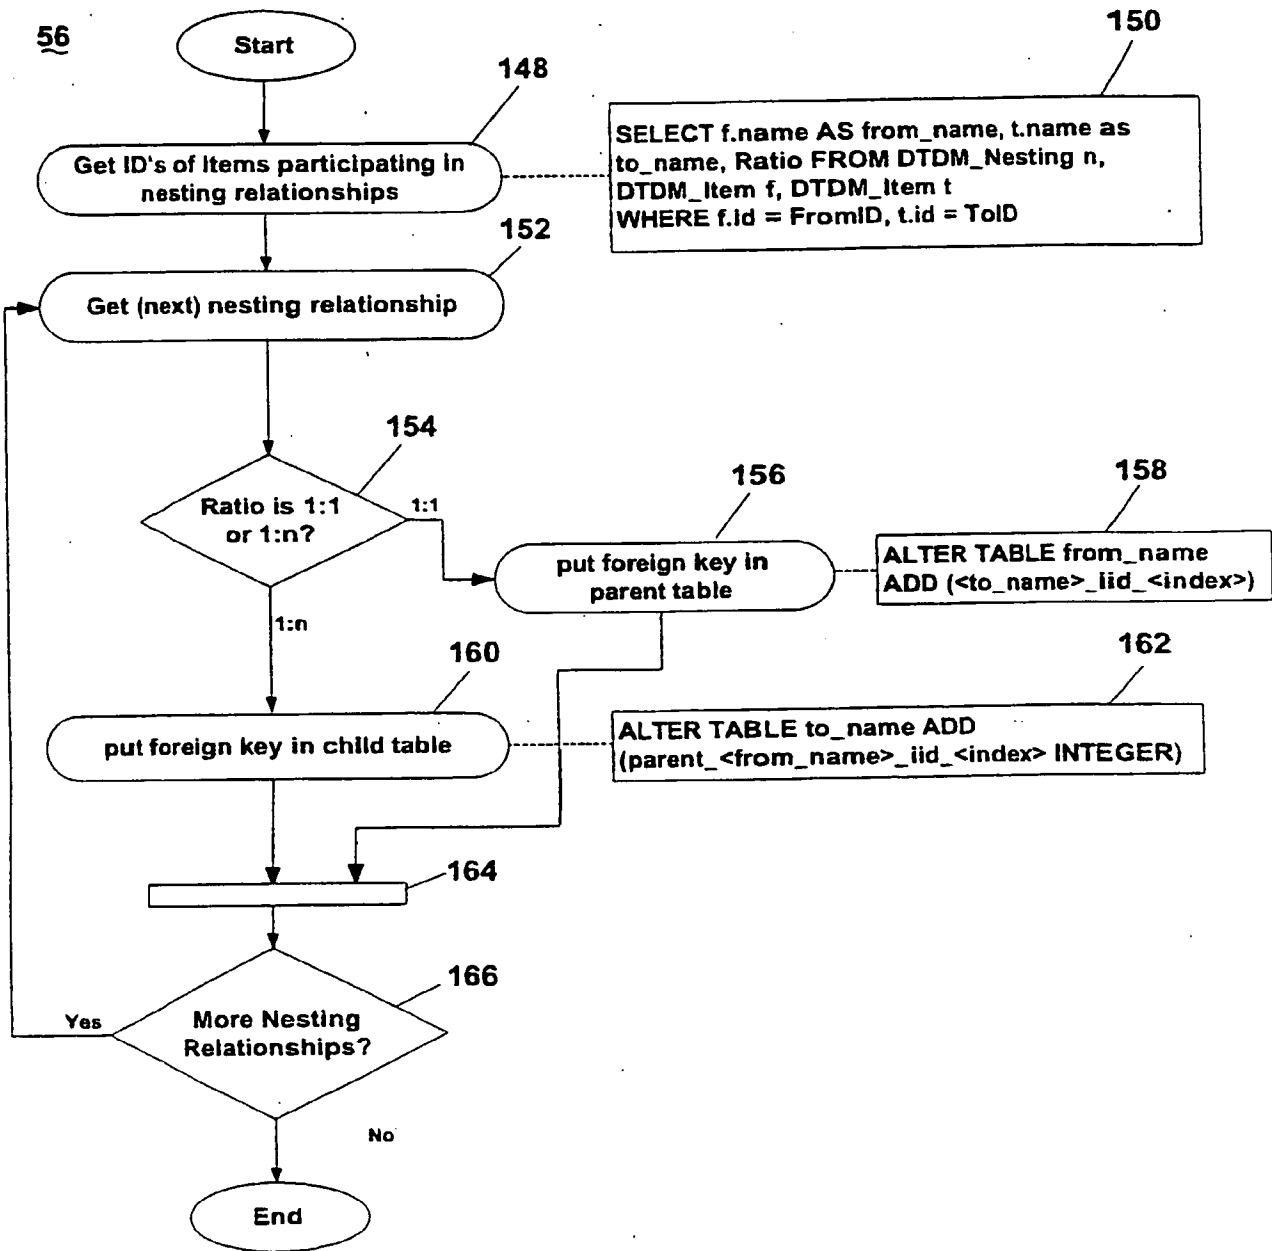 56
Start
148
150
Get ID's of Items participating in
nesting relationships
SELECT f.name AS from_name, t.name as
to_name, Ratio FROM DTDM_Nesting n,
DTDM_Item f, DTDM_Item t
WHERE f.id = FromID, t.id = ToID
152
Get (next) nesting relationship
154
Ratio is 1:1
or 1:n?
1:1
1:n
156
put foreign key in
parent table
158
ALTER TABLE from_name
ADD (<to_name>_iid_<index>)
160
put foreign key in child table
162
ALTER TABLE to_name ADD
(parent_<from_name>_iid_<index> INTEGER)
164
166
More Nesting
Relationships?
Yes
No
End